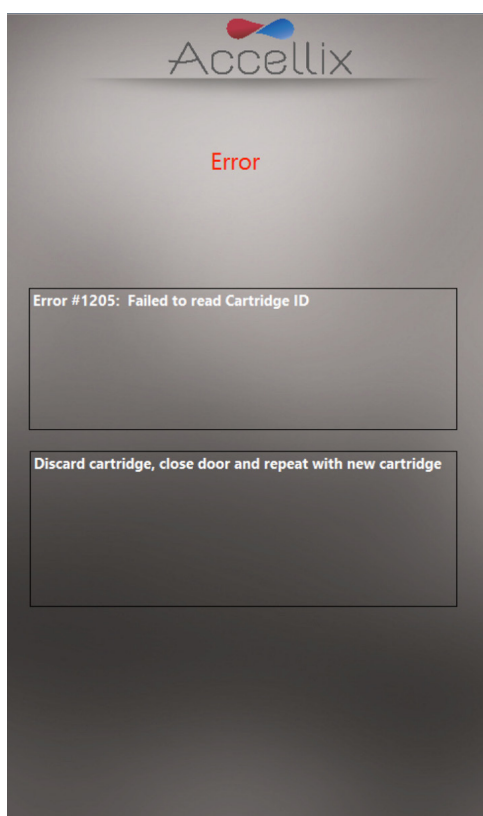 Accellix
Error
Error #1205: Failed to read Cartridge ID
Discard cartridge, close door and repeat with new cartridge